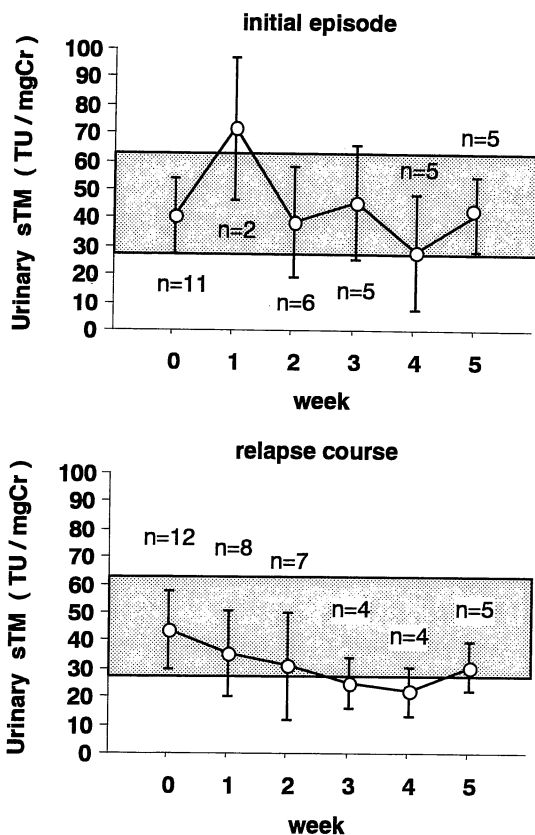 initial episode
Urinary sTM ( TU / mgCr )
100
90
80
70
60
50
40
30
20
10
0
n=11
n=2
n=6
n=5
n=5
n=5
0 1 2 3 4 5
week
relapse course
Urinary sTM ( TU / mgCr )
100
90
80
70
60
50
40
30
20
10
0
n=12
n=8
n=7
n=4
n=4
n=5
0 1 2 3 4 5
week